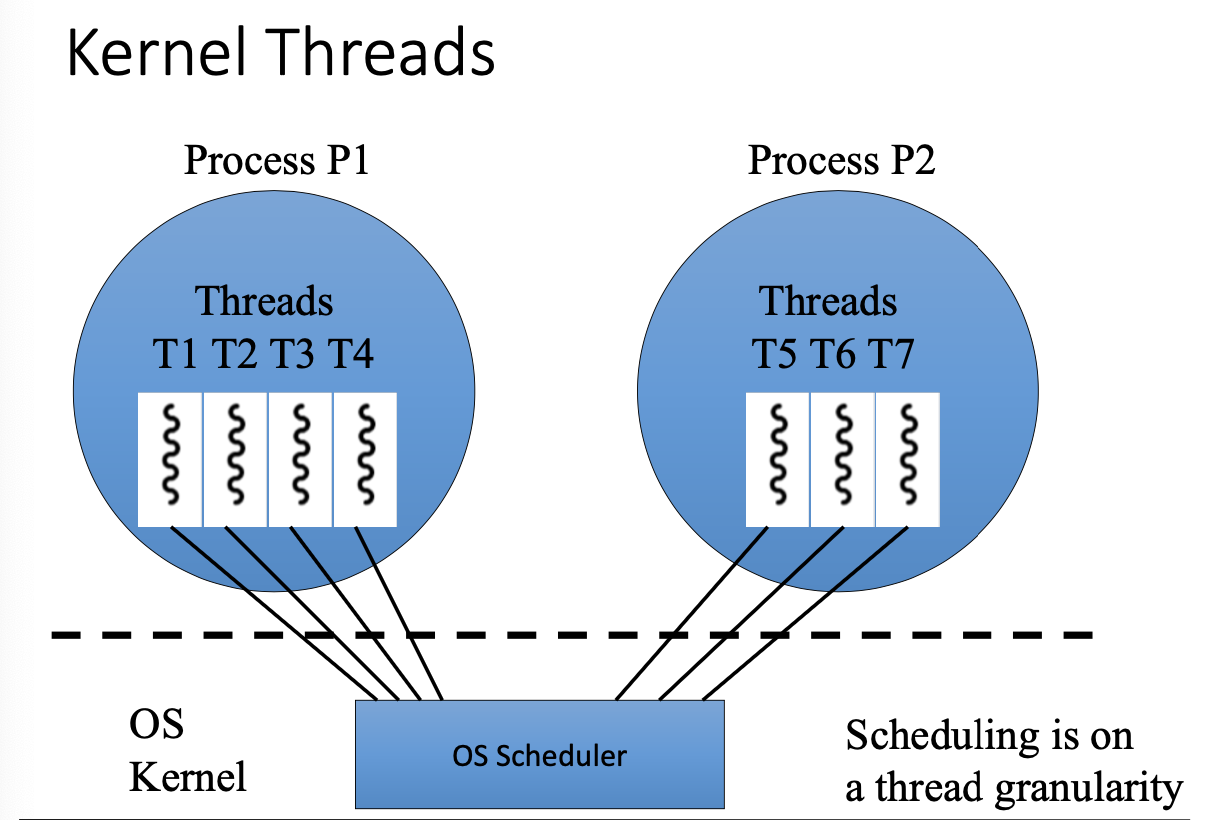 Kernel Threads
Process P1
Process P2
Threads
T1 T2 T3 T4
Threads
T5 T6 T7
OS
Kernel
OS Scheduler
Scheduling is on
a thread granularity